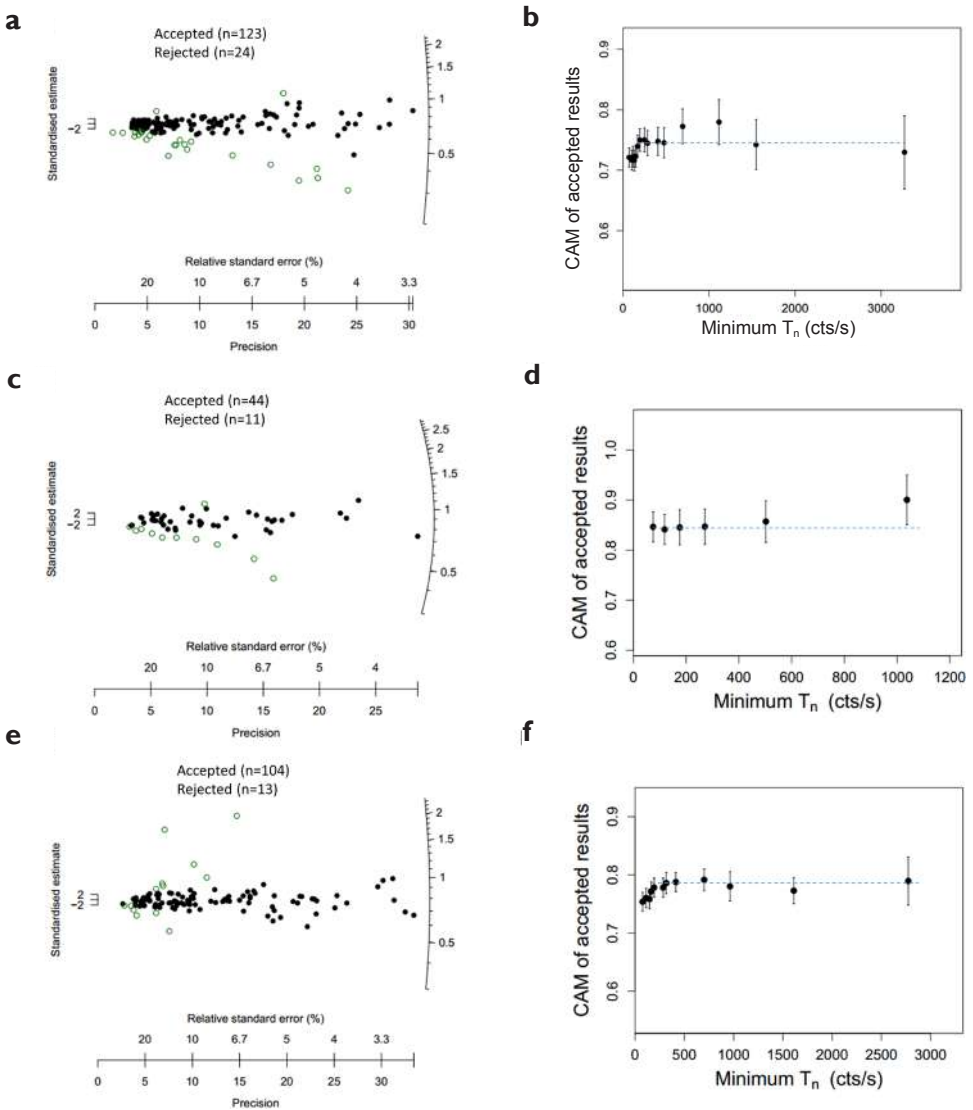 a
Accepted (n=123)
Rejected (n=24)
Standardised estimate
−2
2
1
0.5
Relative standard error (%)
20 10 6.7 5 4 3.3
0 5 10 15 20 25 30
Precision
b
CAM of accepted results
0.9
0.8
0.7
0.6
0 1000 2000 3000
Minimum Tn (cts/s)
c
Accepted (n=44)
Rejected (n=11)
Standardised estimate
2
−2
2.5
2
1.5
1
0.5
Relative standard error (%)
20 10 6.7 5 4
0 5 10 15 20 25
Precision
d
CAM of accepted results
1.0
0.9
0.8
0.7
0.6
0 200 400 600 800 1000 1200
Minimum Tn (cts/s)
e
Accepted (n=104)
Rejected (n=13)
Standardised estimate
2
−2
2
1.5
1
0.5
Relative standard error (%)
20 10 6.7 5 4 3.3
0 5 10 15 20 25 30
Precision
f
CAM of accepted results
0.9
0.8
0.7
0.6
0 500 1000 1500 2000 2500 3000
Minimum Tn (cts/s)